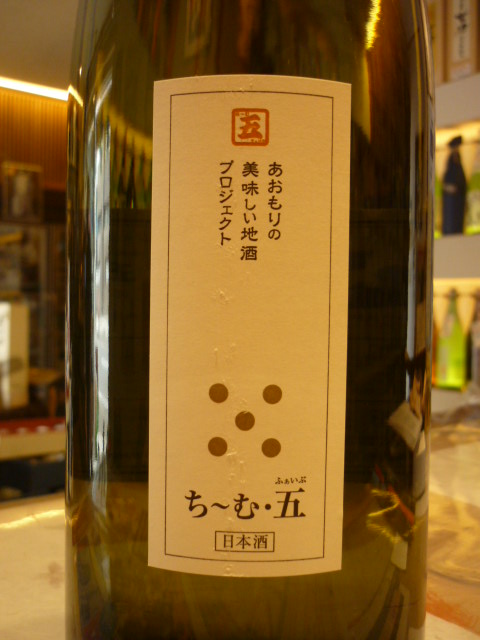 五
あおもりの
美味しい地酒
プロジェクト
ふぁいぶ
ち〜む・五
日本酒